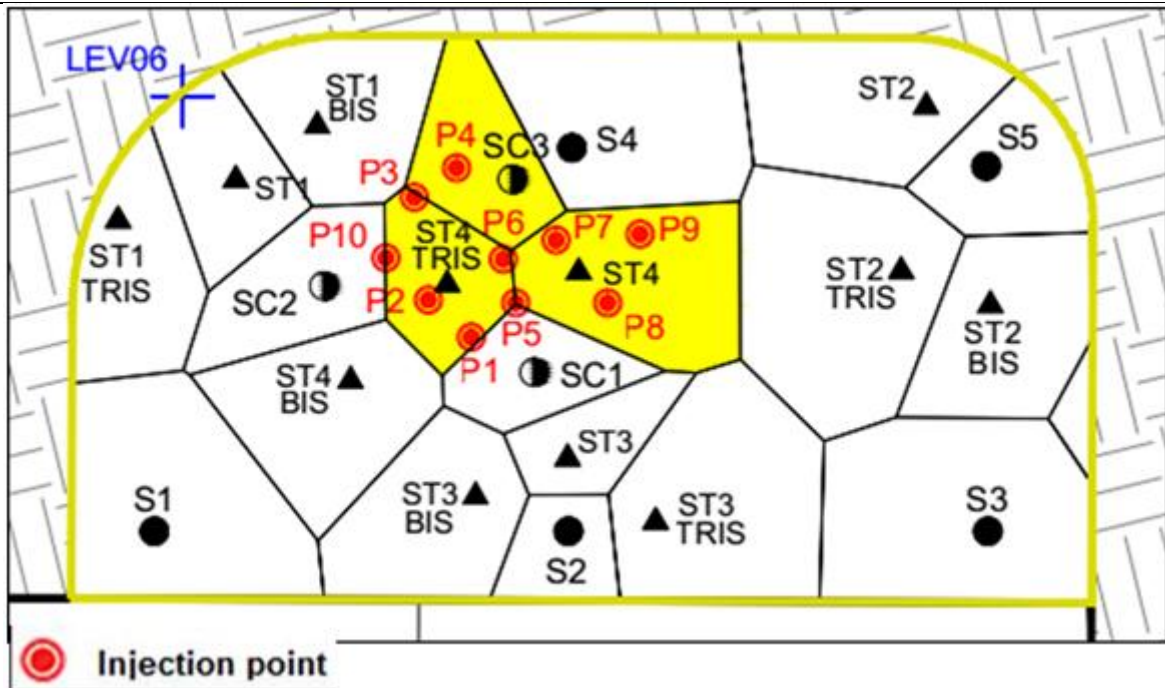 LEV06
ST1
BIS
ST2
P4
SC3
S4
S5
ST1
P3
P6
P7
P9
ST1
TRIS
P10
ST4
TRIS
ST4
ST2
TRIS
SC2
P2
P5
P8
ST2
BIS
P1
SC1
ST4
BIS
ST3
S1
ST3
BIS
ST3
TRIS
S3
S2
Injection point